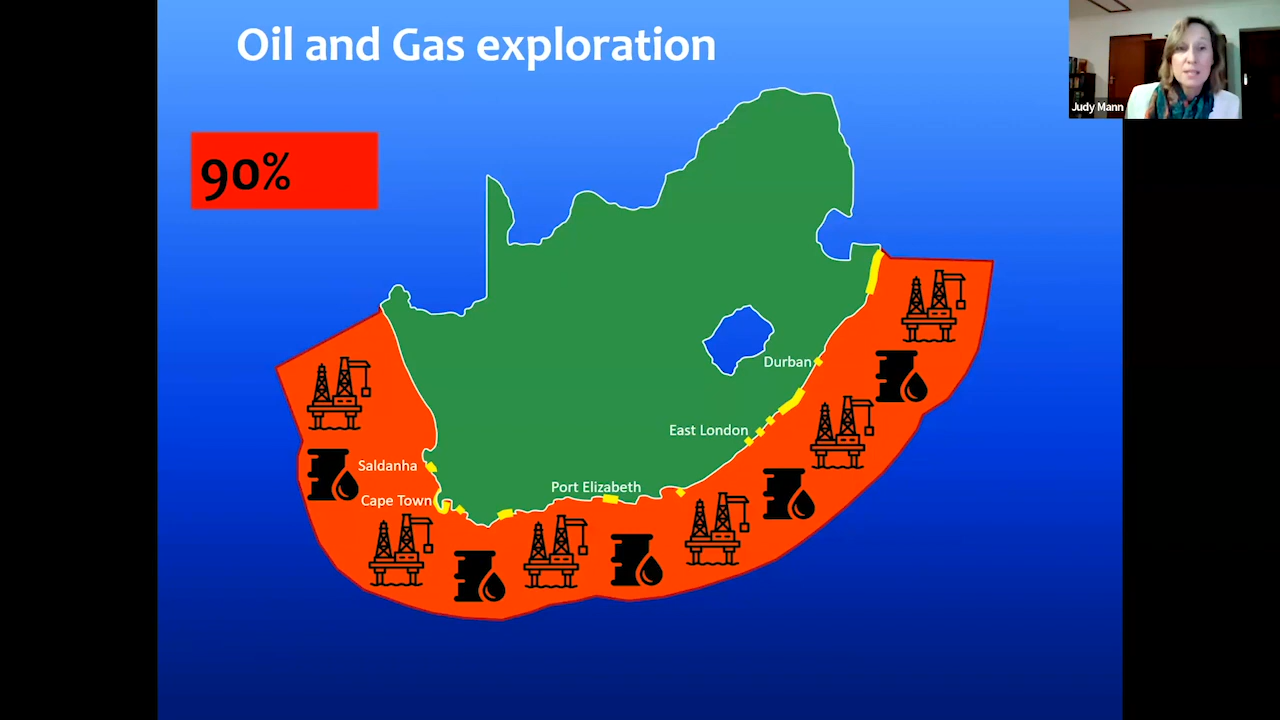 Oil and Gas exploration
Judy Mann
90%
Durban
East London
Saldanha
Port Elizabeth
Cape Town